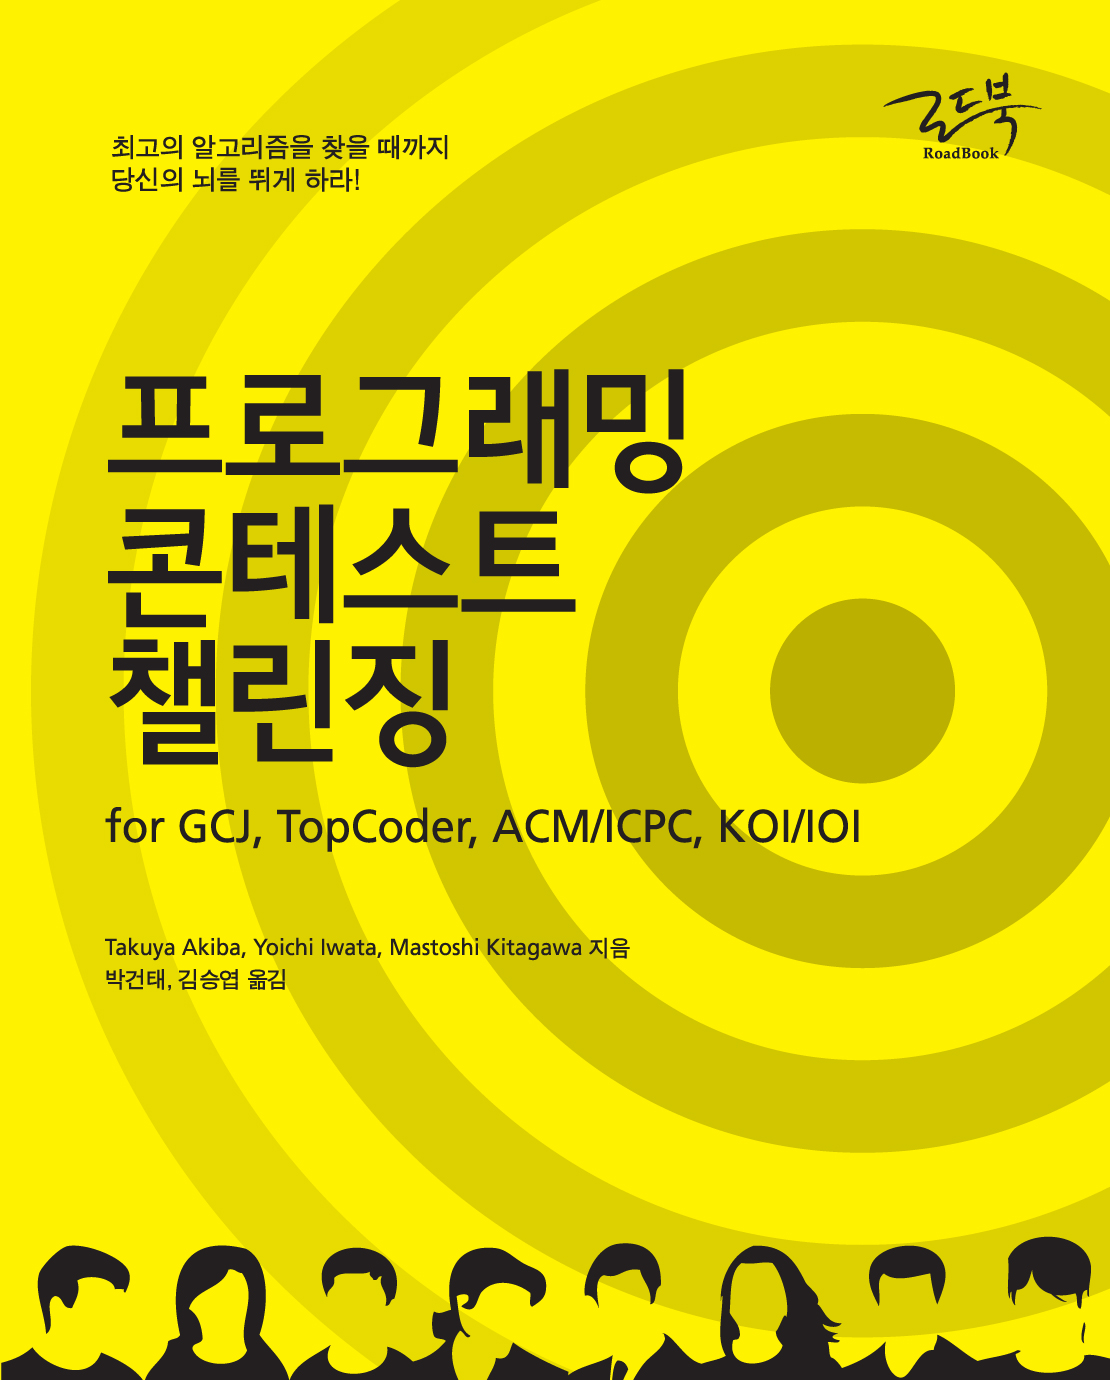 로드북
RoadBook
최고의 알고리즘을 찾을 때까지
당신의 뇌를 뛰게 하라!
프로그래밍
콘테스트
챌린징
for GCJ, TopCoder, ACM/ICPC, KOI/IOI
Takuya Akiba, Yoichi Iwata, Mastoshi Kitagawa 지음
박건태, 김승엽 옮김